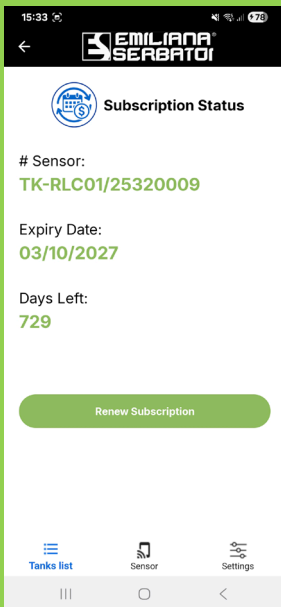 15:33
78
EMILIANA®
SERBATOI
Subscription Status
# Sensor:
TK-RLC01/25320009
Expiry Date:
03/10/2027
Days Left:
729
Renew Subscription
Tanks list
Sensor
Settings